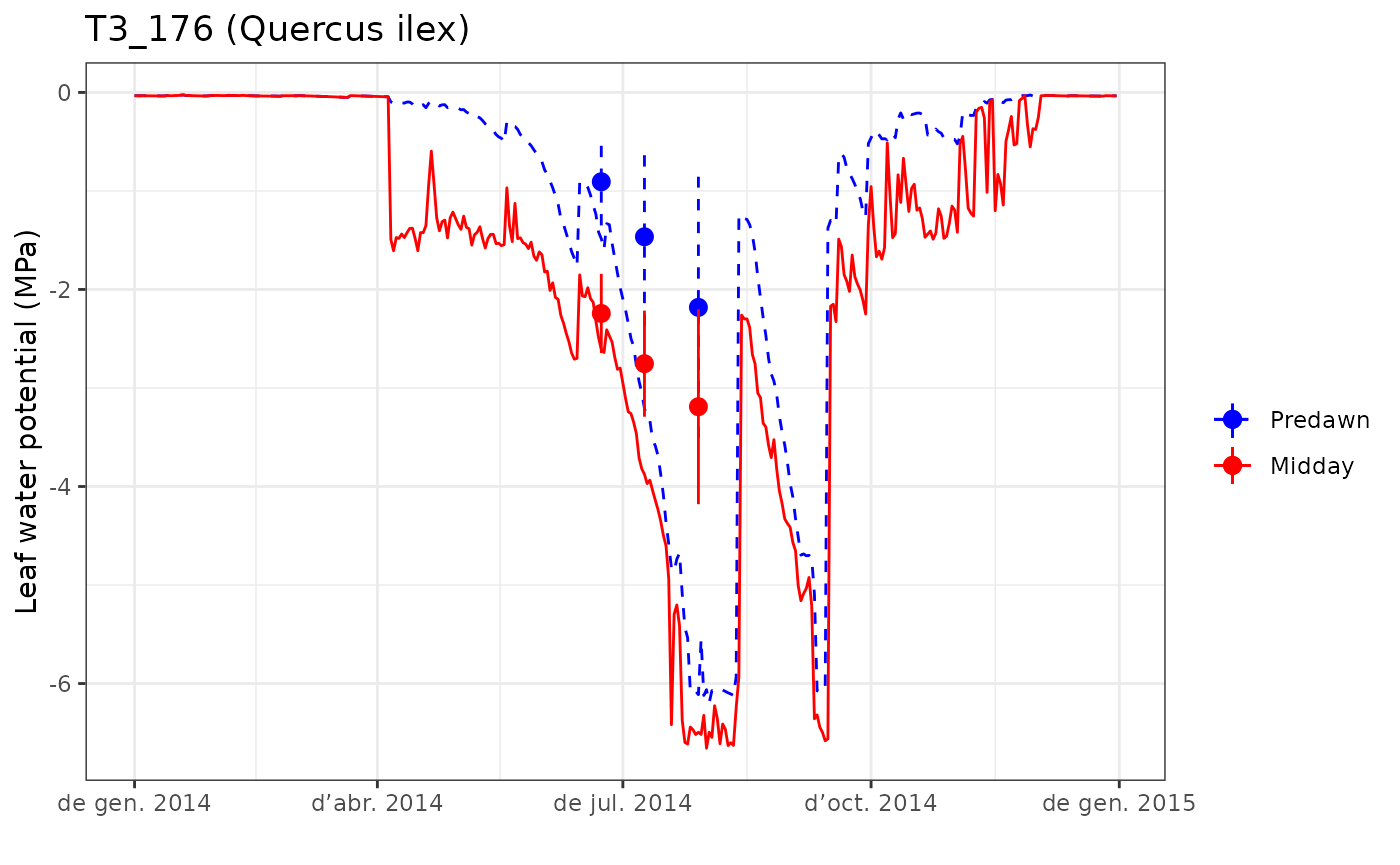 T3_176 (Quercus ilex)
Leaf water potential (MPa)
0
-2
-4
-6
de gen. 2014
d’abr. 2014
de jul. 2014
d’oct. 2014
de gen. 2015
Predawn
Midday